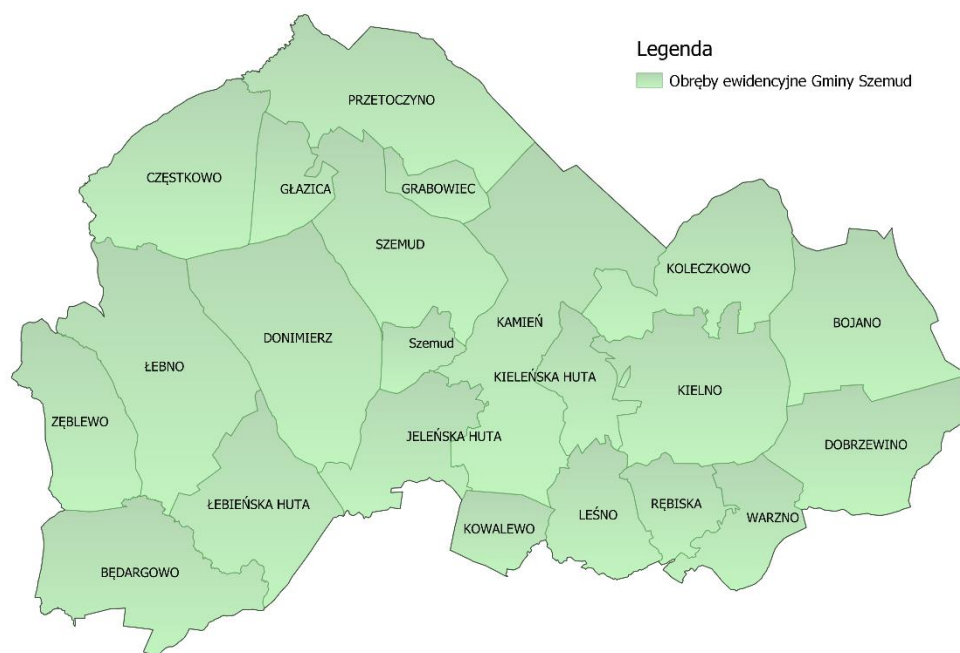 Legenda
Obręby ewidencyjne Gminy Szemud
PRZETOCZYNO
CZĘSTKOWO
GŁAZICA
GRABOWIEC
SZEMUD
KOLECZKOWO
KAMIEŃ
BOJANO
DONIMIERZ
Szemud
ŁEBNO
KIELEŃSKA HUTA
KIELNO
ZĘBLEWO
JELEŃSKA HUTA
DOBRZEWINO
ŁEBIEŃSKA HUTA
RĘBISKA
LEŚNO
WARZNO
KOWALEWO
BĘDARGOWO